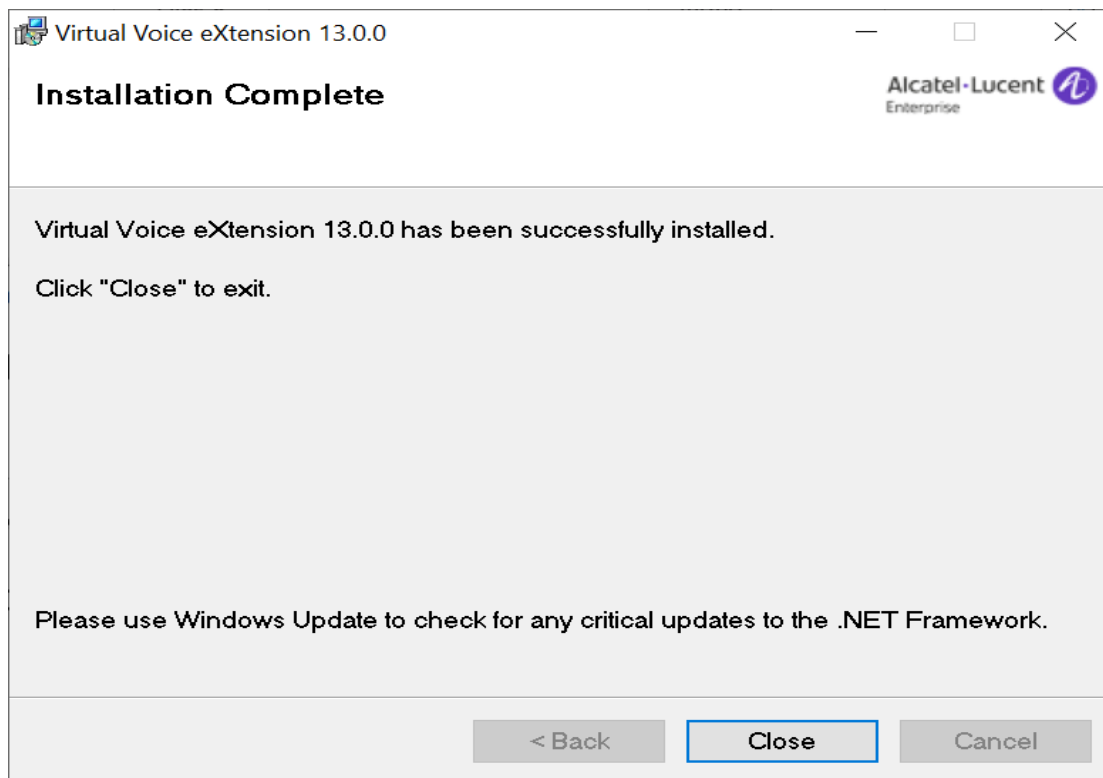 Virtual Voice eXtension 13.0.0
Installation Complete
Alcatel·Lucent
Enterprise
Virtual Voice eXtension 13.0.0 has been successfully installed.
Click "Close" to exit.
Please use Windows Update to check for any critical updates to the .NET Framework.
< Back
Close
Cancel